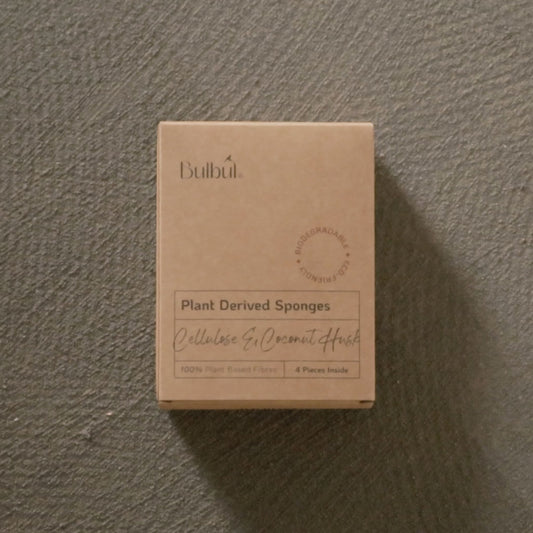 Bulbul
BIODEGRADABLE • ECO-FRIENDLY •
Plant Derived Sponges
Cellulose & Coconut Husk
100% Plant Based Fibres
4 Pieces Inside